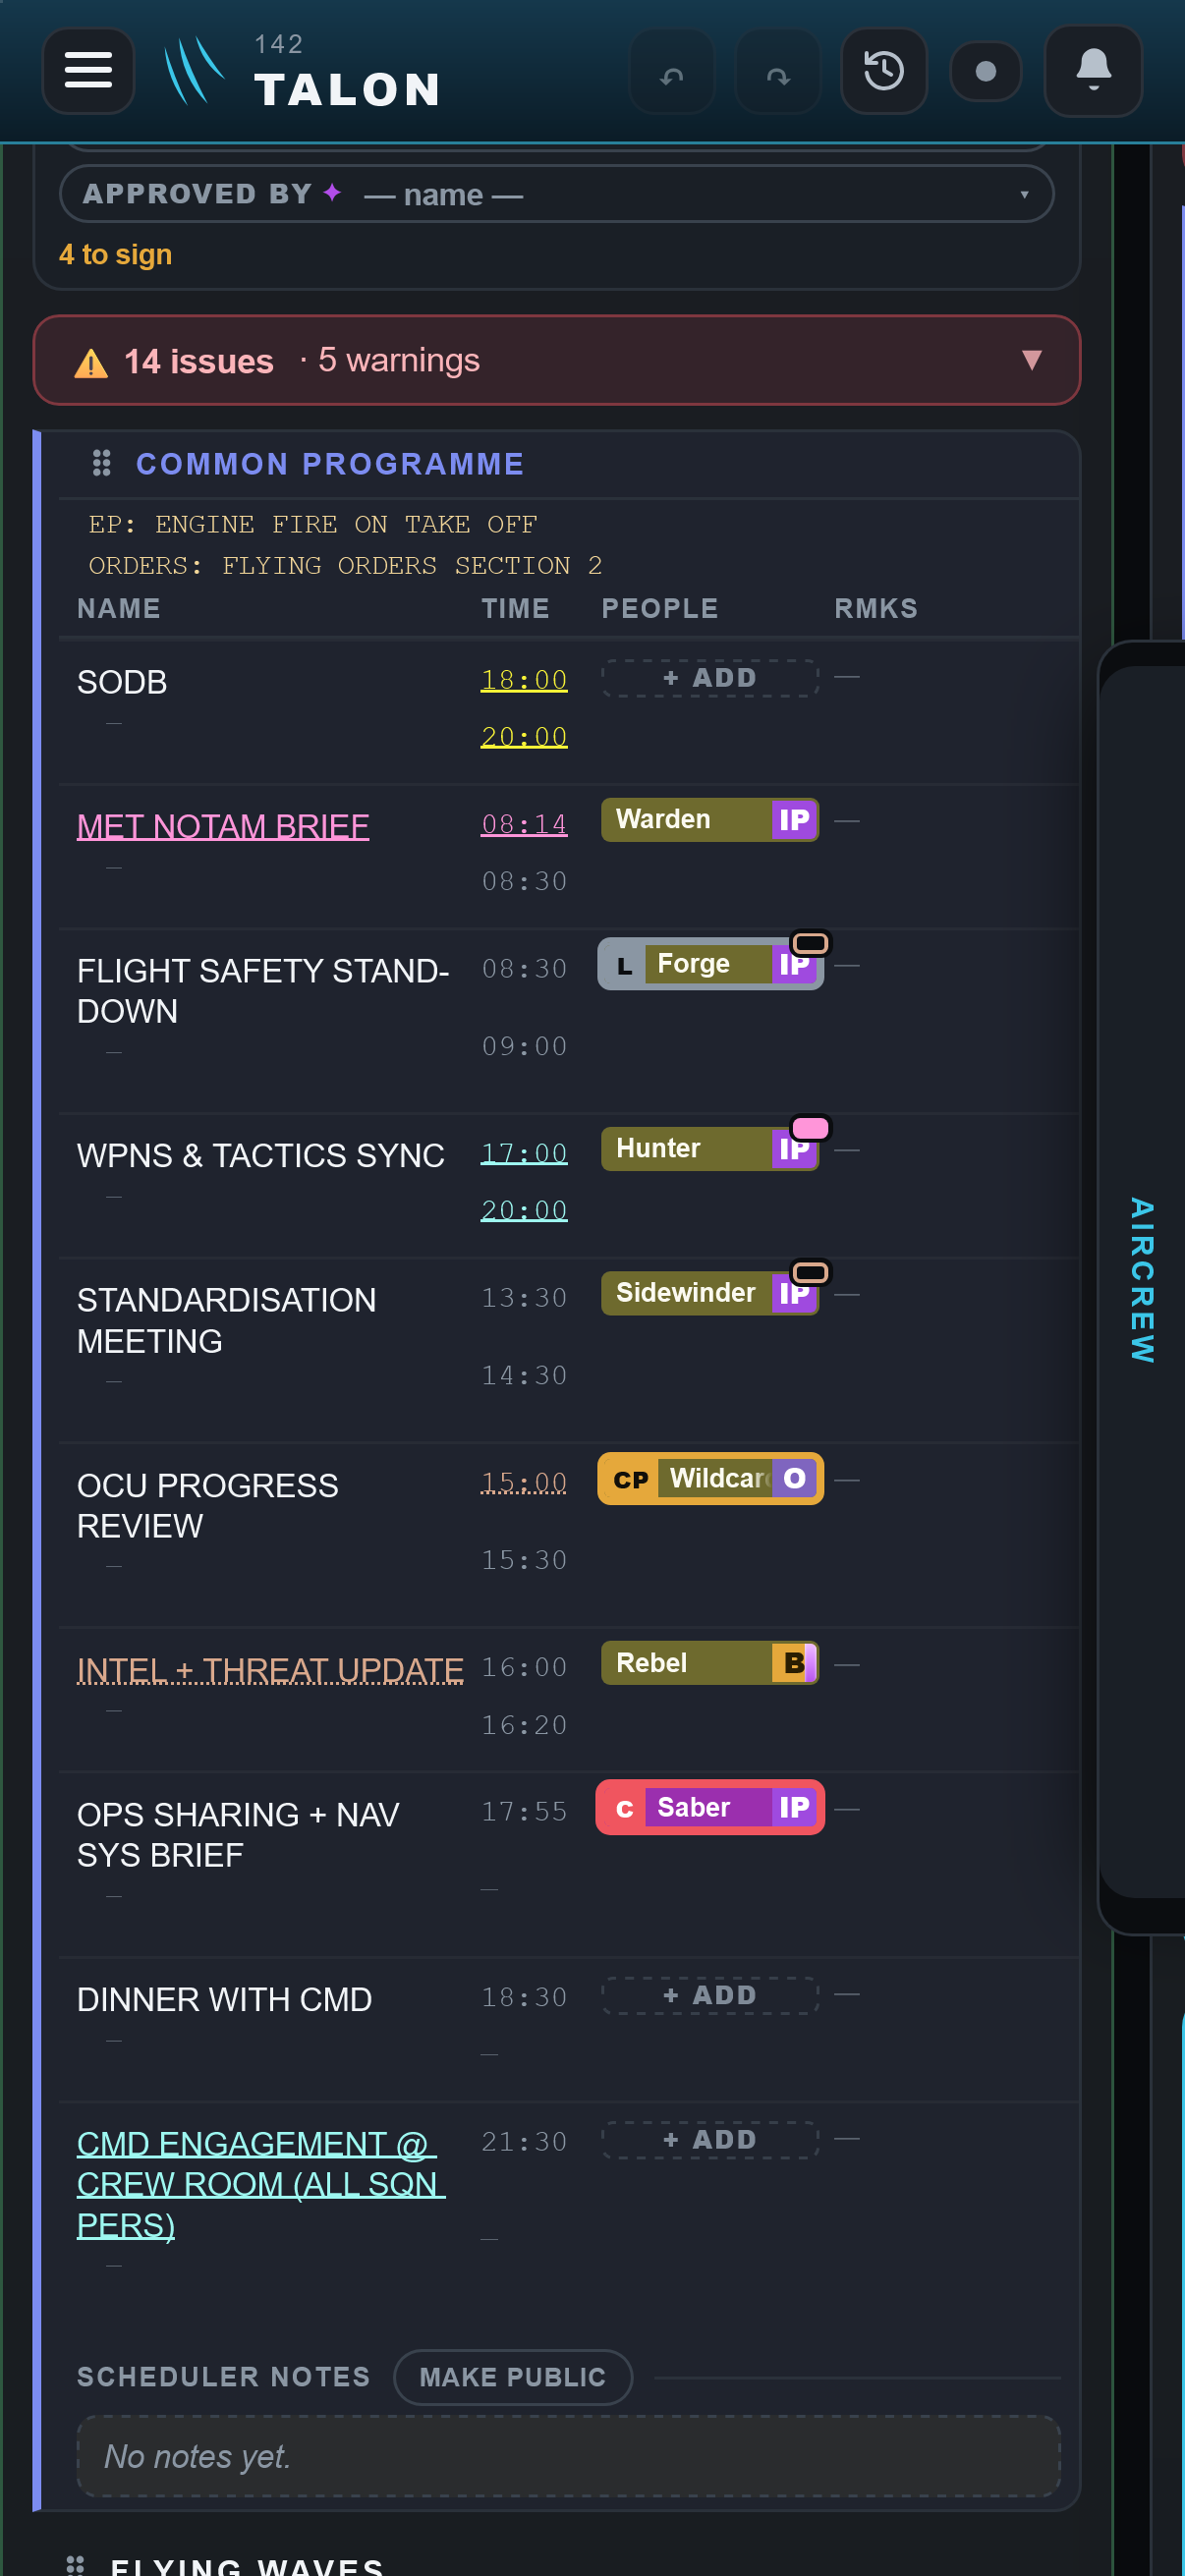 142
TALON
APPROVED BY ✦ — name —
4 to sign
14 issues · 5 warnings
COMMON PROGRAMME
EP: ENGINE FIRE ON TAKE OFF
ORDERS: FLYING ORDERS SECTION 2
NAME TIME PEOPLE RMKS
SODB 18:00 + ADD —
— 20:00
MET NOTAM BRIEF 08:14 Warden IP —
— 08:30
FLIGHT SAFETY STAND- 08:30 L Forge IP —
DOWN
— 09:00
WPNS & TACTICS SYNC 17:00 Hunter IP —
— 20:00
STANDARDISATION 13:30 Sidewinder IP —
MEETING
— 14:30
OCU PROGRESS 15:00 CP Wildcar O —
REVIEW
— 15:30
INTEL + THREAT UPDATE 16:00 Rebel B —
— 16:20
OPS SHARING + NAV 17:55 C Saber IP —
SYS BRIEF
— —
DINNER WITH CMD 18:30 + ADD —
— —
CMD ENGAGEMENT @ 21:30 + ADD —
CREW ROOM (ALL SQN
PERS)
— —
AIRCREW
SCHEDULER NOTES MAKE PUBLIC
No notes yet.
FLYING WAVES